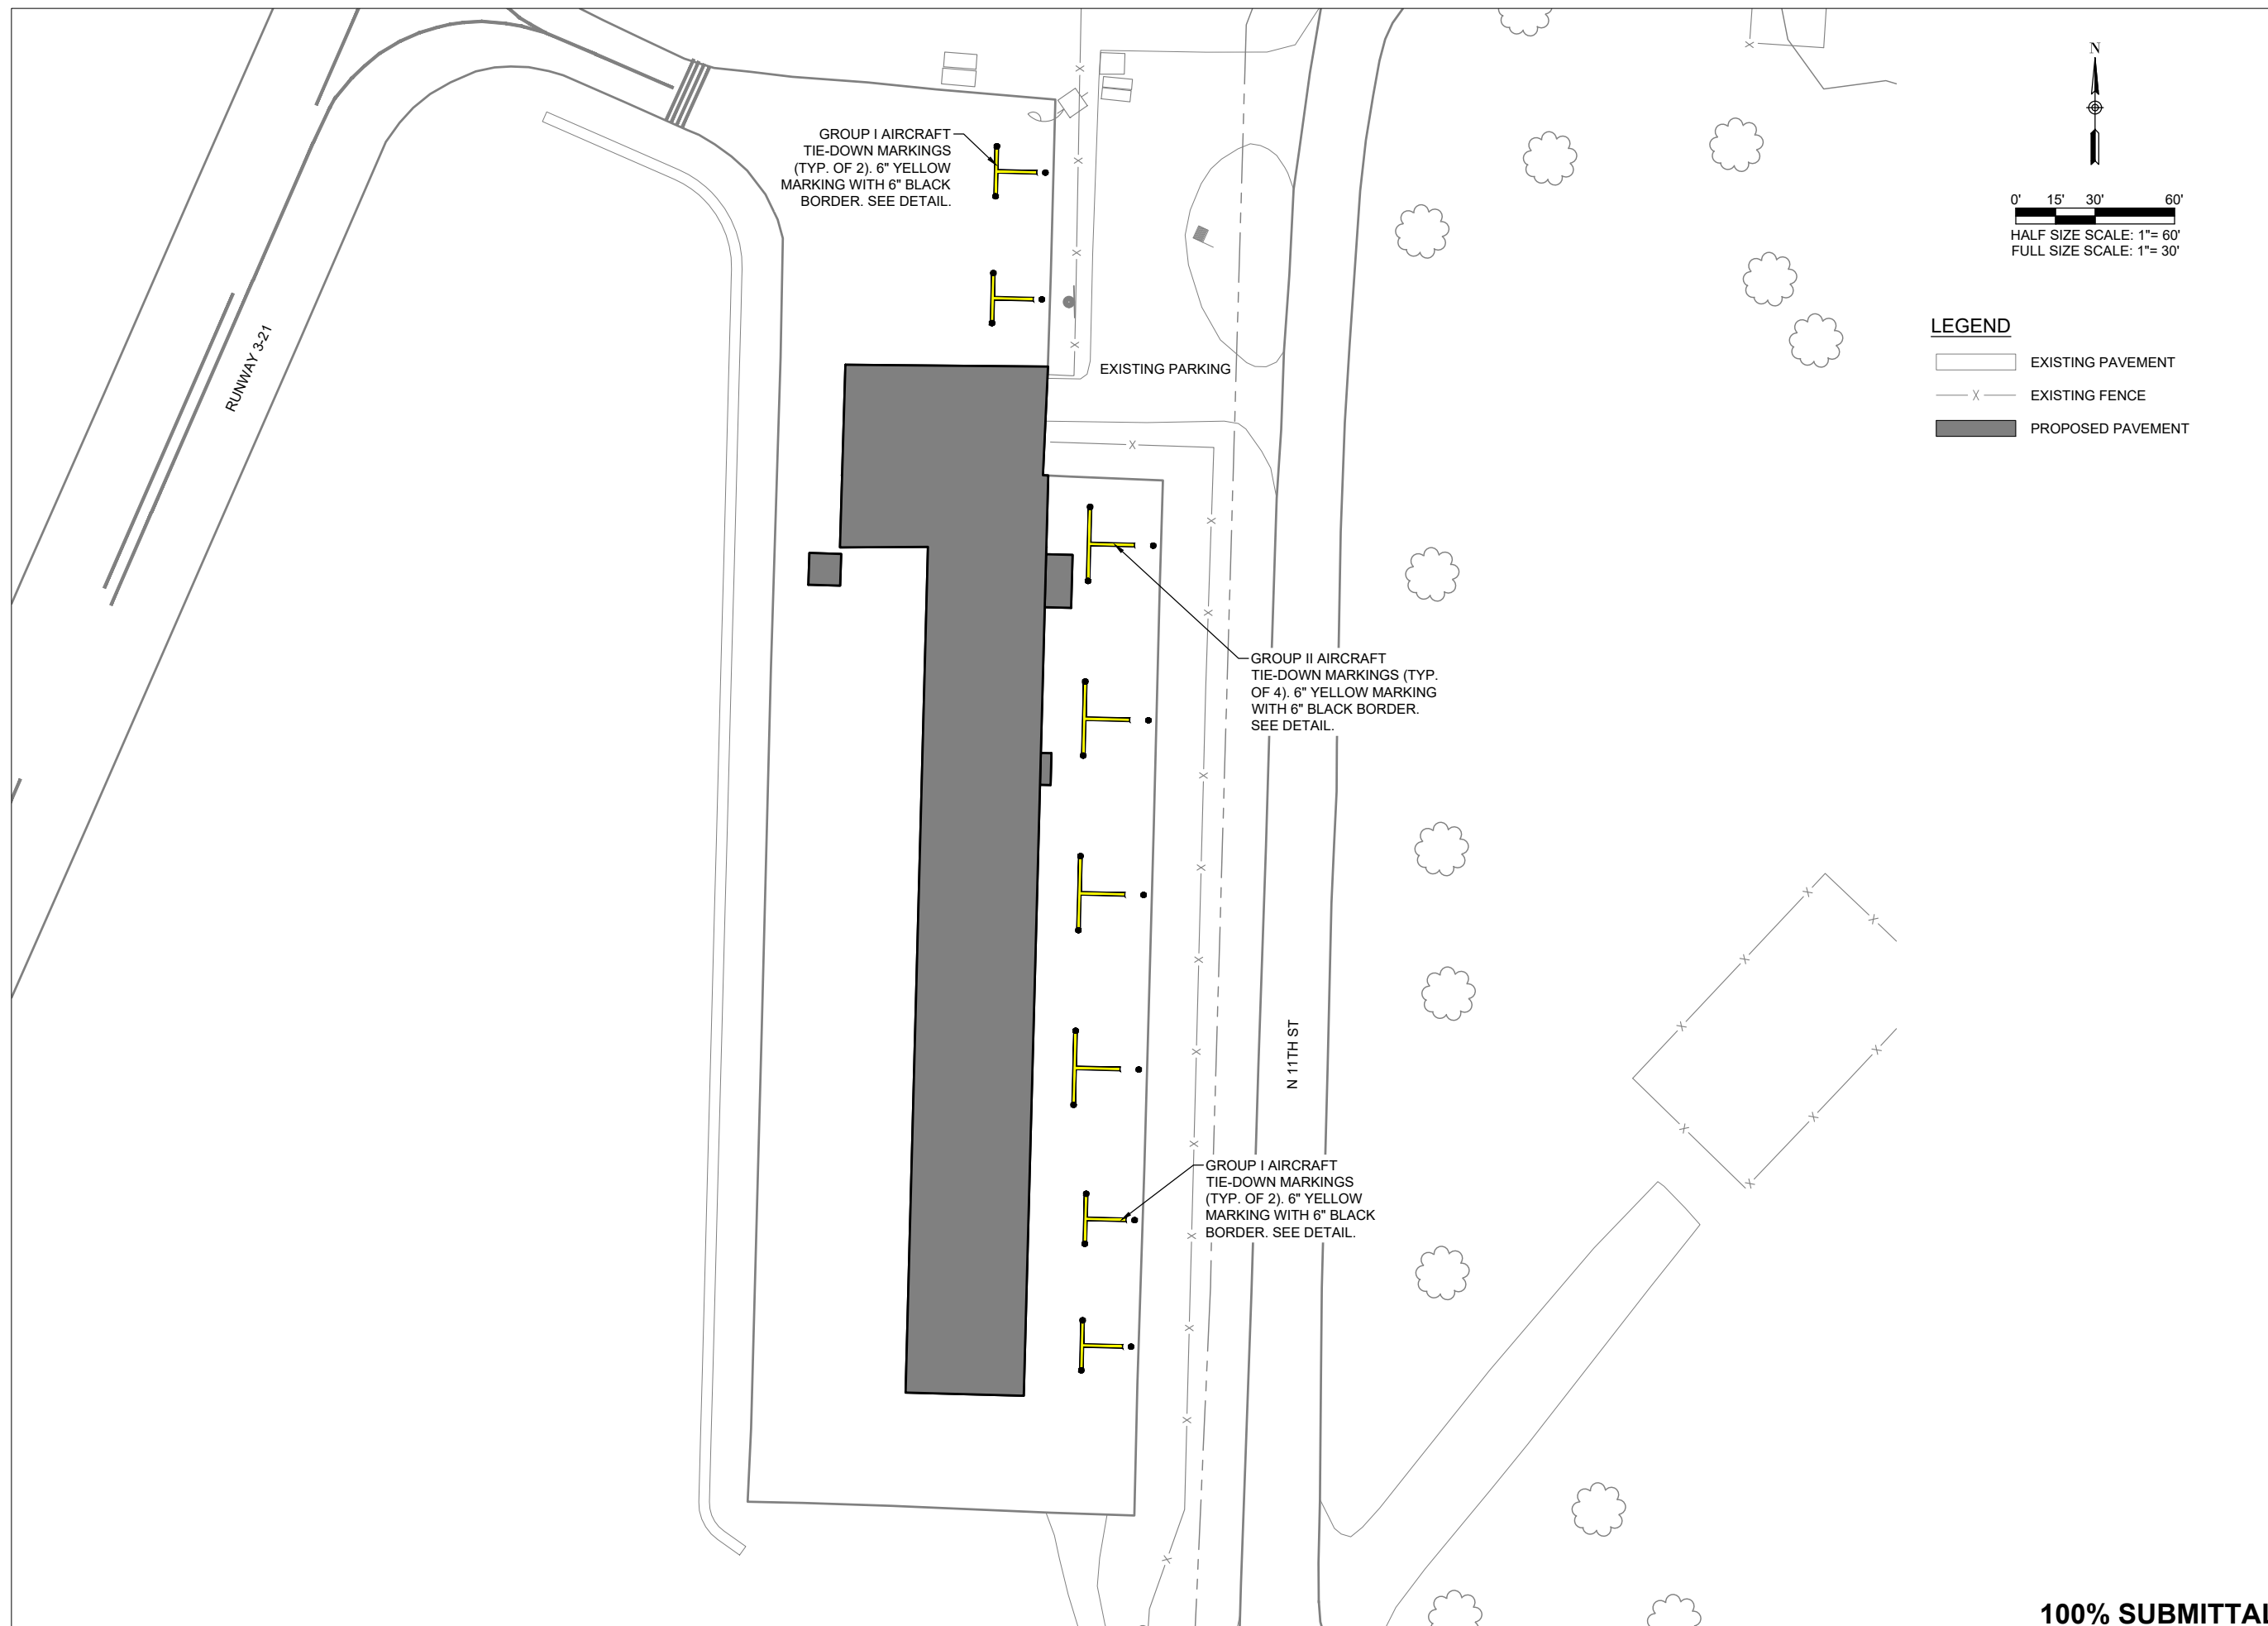 GROUP I AIRCRAFT
TIE-DOWN MARKINGS
(TYP. OF 2). 6" YELLOW
MARKING WITH 6" BLACK
BORDER. SEE DETAIL.
N
0' 15' 30' 60'
HALF SIZE SCALE: 1"= 60'
FULL SIZE SCALE: 1"= 30'
LEGEND
EXISTING PAVEMENT
X EXISTING FENCE
PROPOSED PAVEMENT
RUNWAY 3-21
EXISTING PARKING
GROUP II AIRCRAFT
TIE-DOWN MARKINGS (TYP.
OF 4). 6" YELLOW MARKING
WITH 6" BLACK BORDER.
SEE DETAIL.
N 11TH ST
GROUP I AIRCRAFT
TIE-DOWN MARKINGS
(TYP. OF 2). 6" YELLOW
MARKING WITH 6" BLACK
BORDER. SEE DETAIL.
100% SUBMITTAL